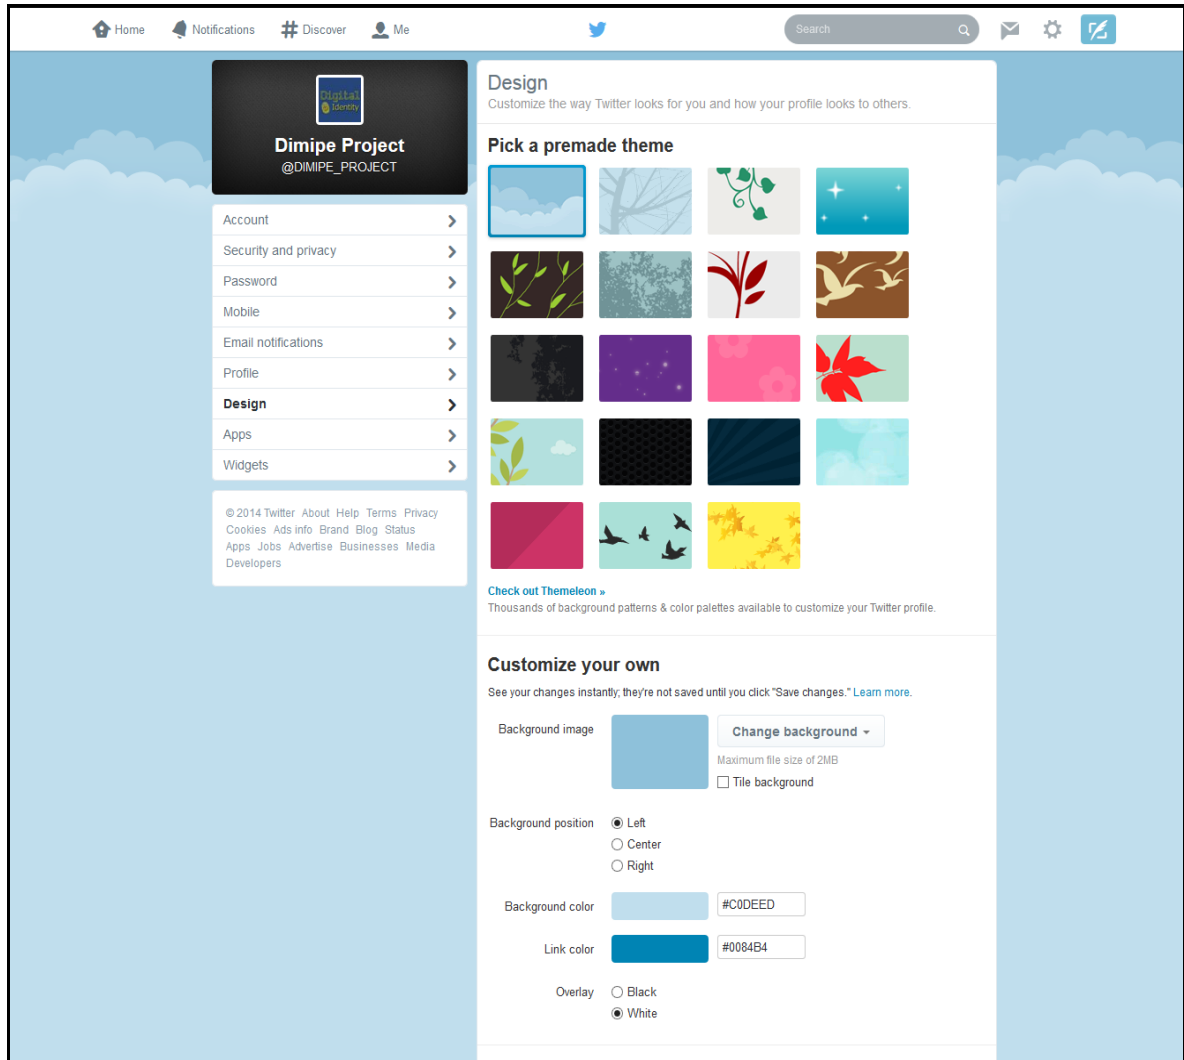 Home Notifications Discover Me Search
Digital
Identity
Dimipe Project
@DIMIPE_PROJECT
Account
Security and privacy
Password
Mobile
Email notifications
Profile
Design
Apps
Widgets
© 2014 Twitter About Help Terms Privacy
Cookies Ads info Brand Blog Status
Apps Jobs Advertise Businesses Media
Developers
Design
Customize the way Twitter looks for you and how your profile looks to others.
Pick a premade theme
Check out Themeleon »
Thousands of background patterns & color palettes available to customize your Twitter profile.
Customize your own
See your changes instantly; they're not saved until you click "Save changes." Learn more.
Background image Change background
Maximum file size of 2MB
Tile background
Background position Left
Center
Right
Background color #C0DEED
Link color #0084B4
Overlay Black
White